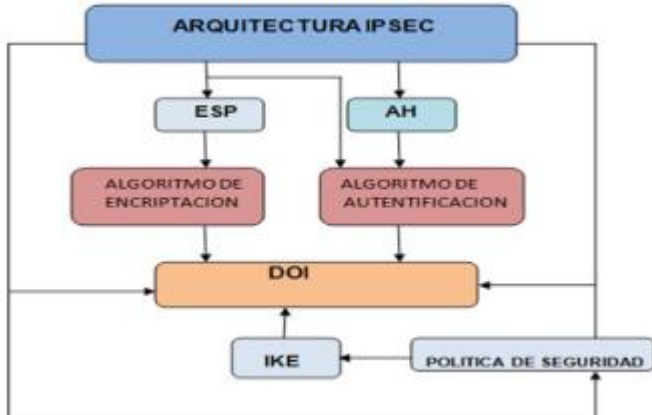 ARQUITECTURA IPSEC
ESP
AH
ALGORITMO DE
ENCRIPTACION
ALGORITMO DE
AUTENTIFICACION
DOI
IKE
POLITICA DE SEGURIDAD